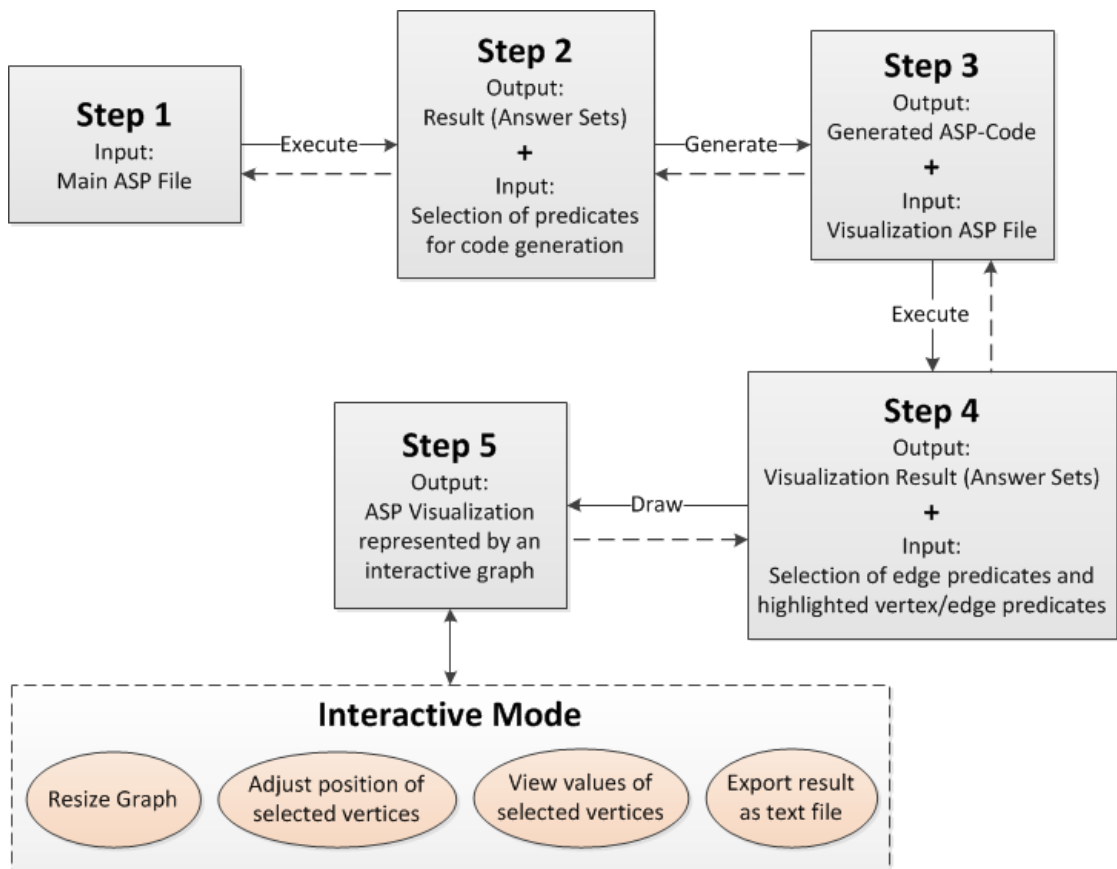 Step 1
Input:
Main ASP File
Execute
Step 2
Output:
Result (Answer Sets)
+
Input:
Selection of predicates
for code generation
Generate
Step 3
Output:
Generated ASP-Code
+
Input:
Visualization ASP File
Execute
Step 4
Output:
Visualization Result (Answer Sets)
+
Input:
Selection of edge predicates and
highlighted vertex/edge predicates
Draw
Step 5
Output:
ASP Visualization
represented by an
interactive graph
Interactive Mode
Resize Graph
Adjust position of
selected vertices
View values of
selected vertices
Export result
as text file